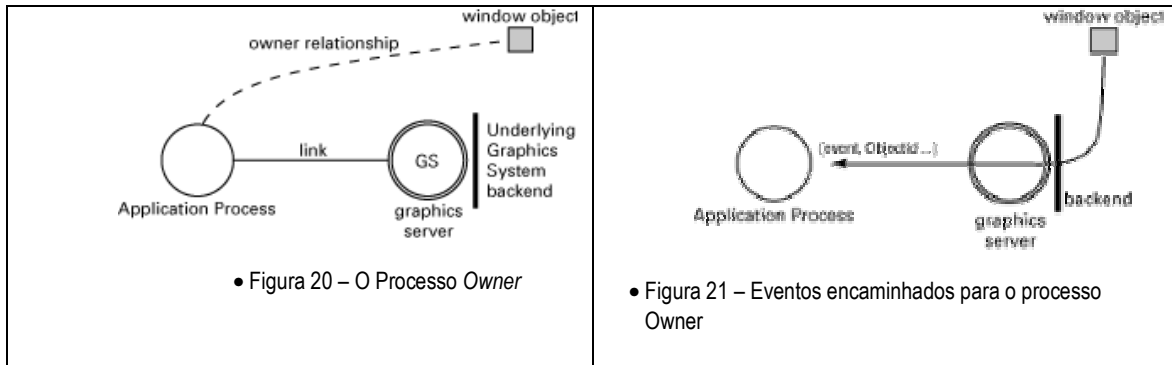 window object
owner relationship
link
GS
Underlying
Graphics
System
backend
Application Process
graphics
server
• Figura 20 – O Processo Owner
window object
{event, ObjectId ...}
Application Process
graphics
server
backend
• Figura 21 – Eventos encaminhados para o processo
Owner